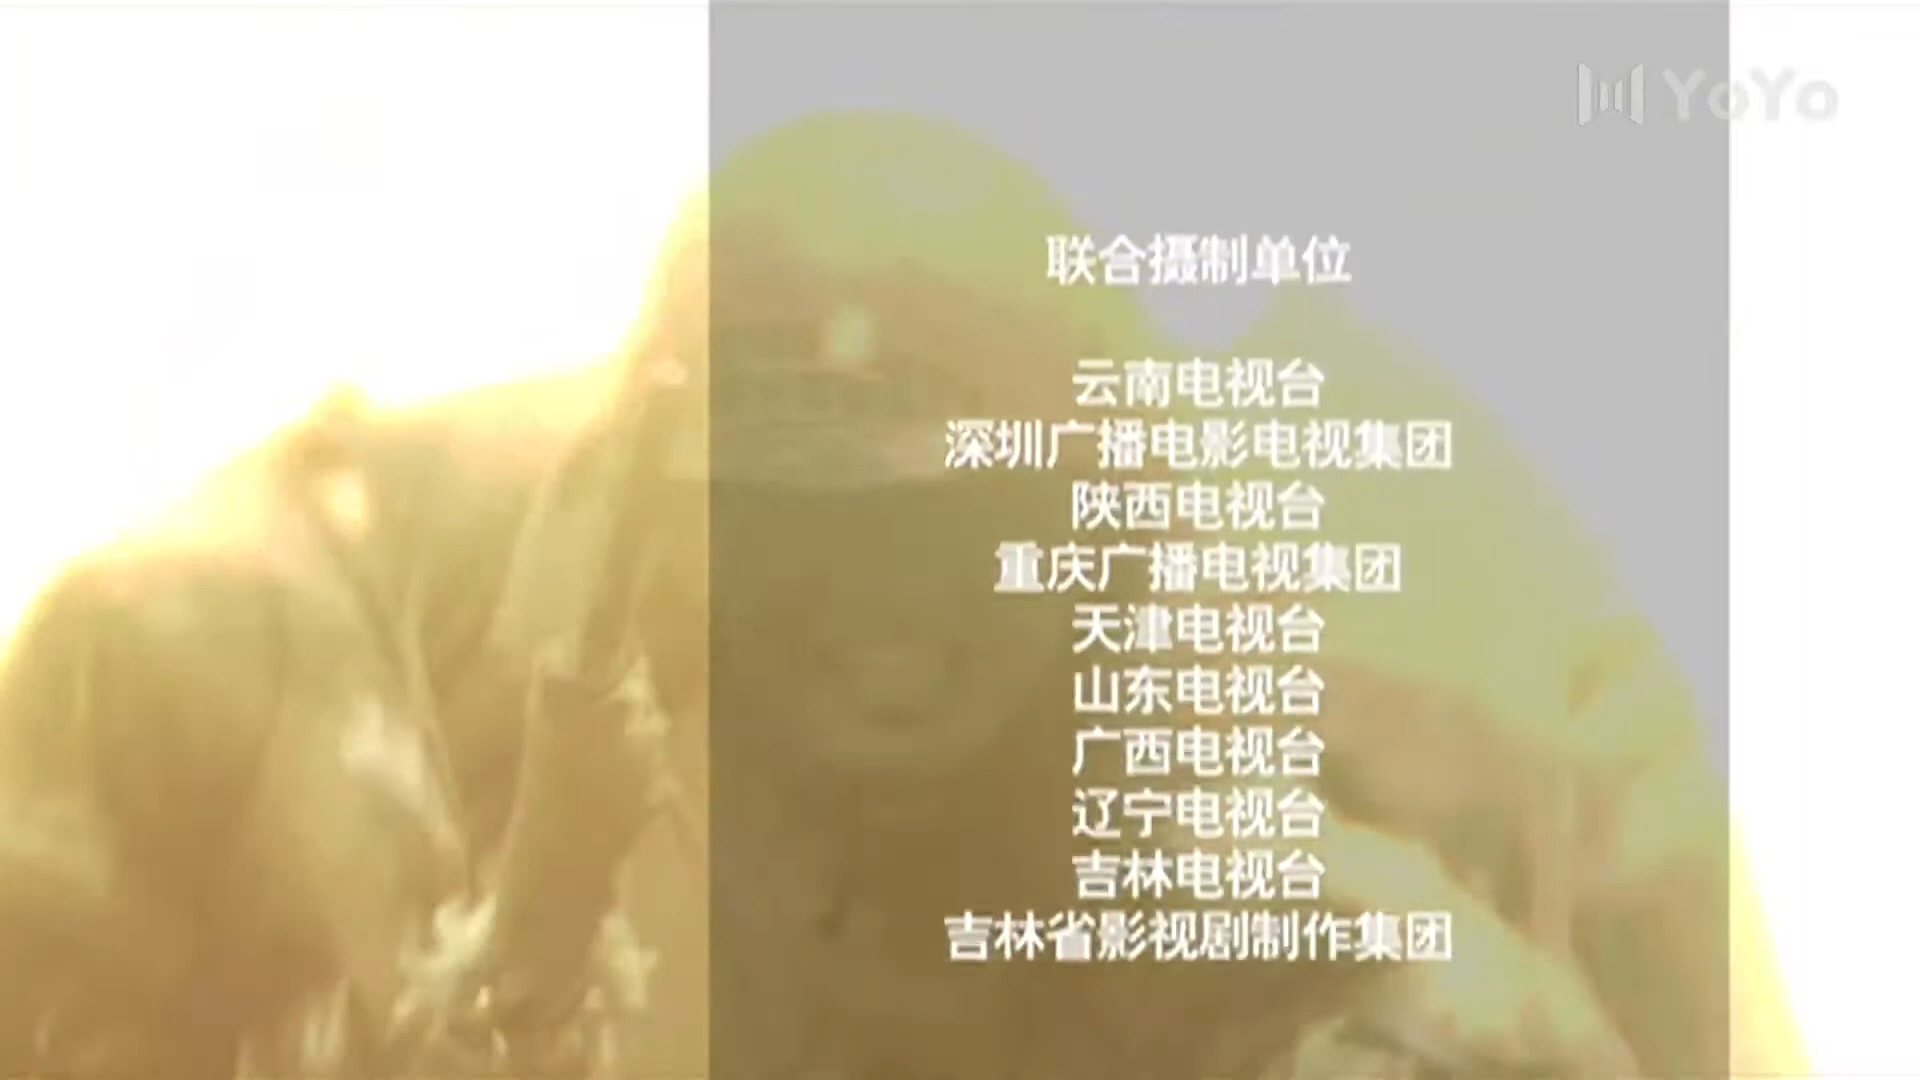 YoYo
联合摄制单位
云南电视台
深圳广播电影电视集团
陕西电视台
重庆广播电视集团
天津电视台
山东电视台
广西电视台
辽宁电视台
吉林电视台
吉林省影视剧制作集团